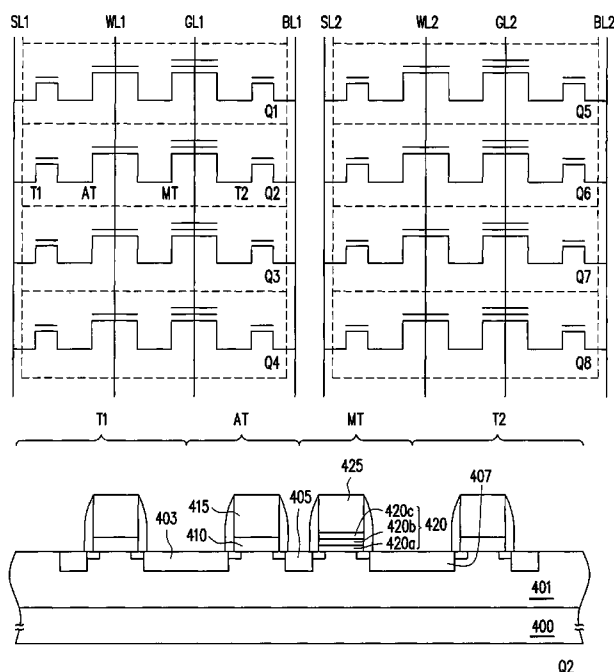 SL1 WL1 GL1 BL1 SL2 WL2 GL2 BL2
Q1 Q5
T1 AT MT T2 Q2 Q6
Q3 Q7
Q4 Q8
T1 AT MT T2
425
415 403 405 420c 407
420b 420
410 420a
401
400
Q2